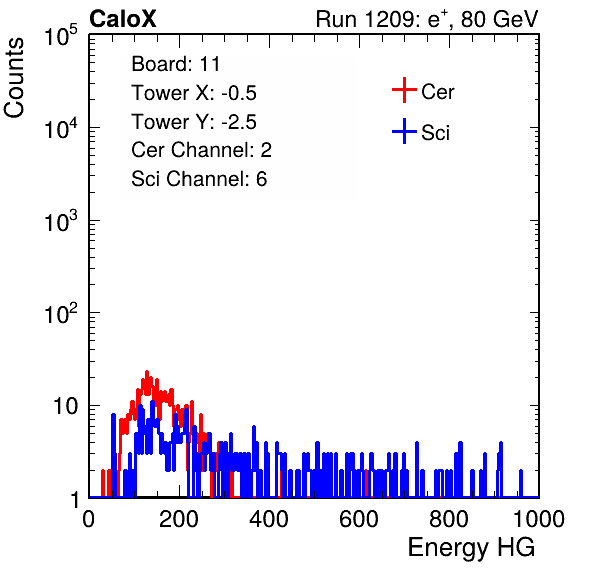 CaloX Run 1209: e⁺, 80 GeV
Counts
10⁵
10⁴
10³
10²
10
1
Board: 11
Tower X: -0.5
Tower Y: -2.5
Cer Channel: 2
Sci Channel: 6
Cer
Sci
0 200 400 600 800 1000
Energy HG